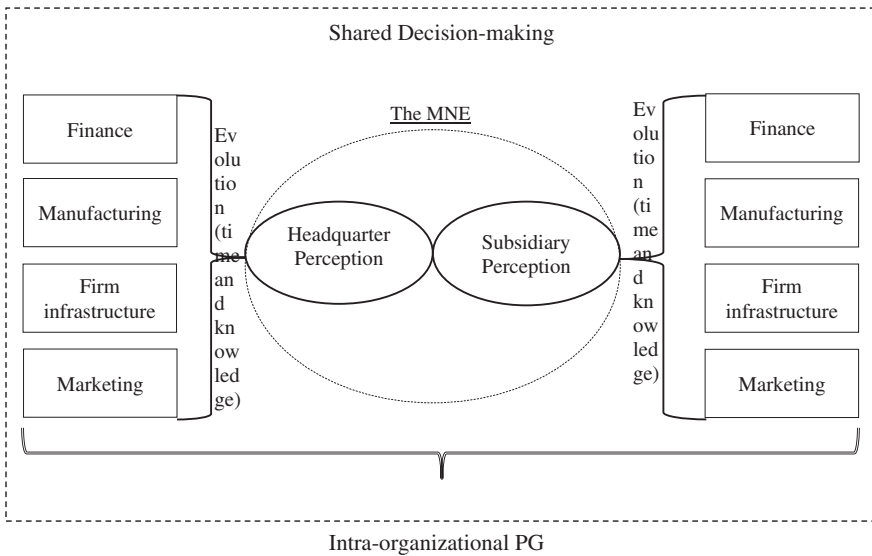 Shared Decision-making
The MNE
Finance
Manufacturing
Firm
infrastructure
Marketing
Ev
olu
tio
n
(ti
me
an
d
kn
ow
led
ge)
Headquarter
Perception
Subsidiary
Perception
Ev
olu
tio
n
(ti
me
an
d
kn
ow
led
ge)
Finance
Manufacturing
Firm
infrastructure
Marketing
Intra-organizational PG